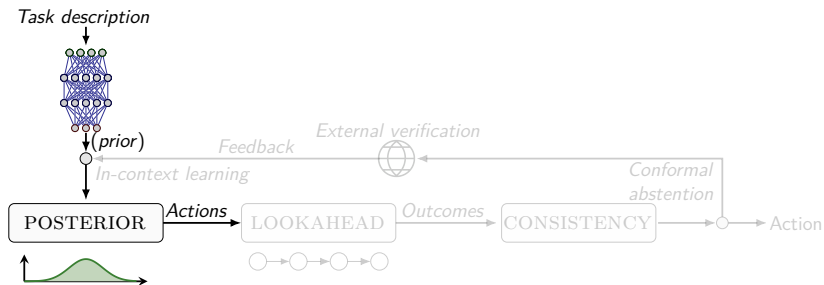 Task description
(prior)
External verification
Feedback
In-context learning
Conformal
abstention
POSTERIOR
Actions
LOOKAHEAD
Outcomes
CONSISTENCY
Action